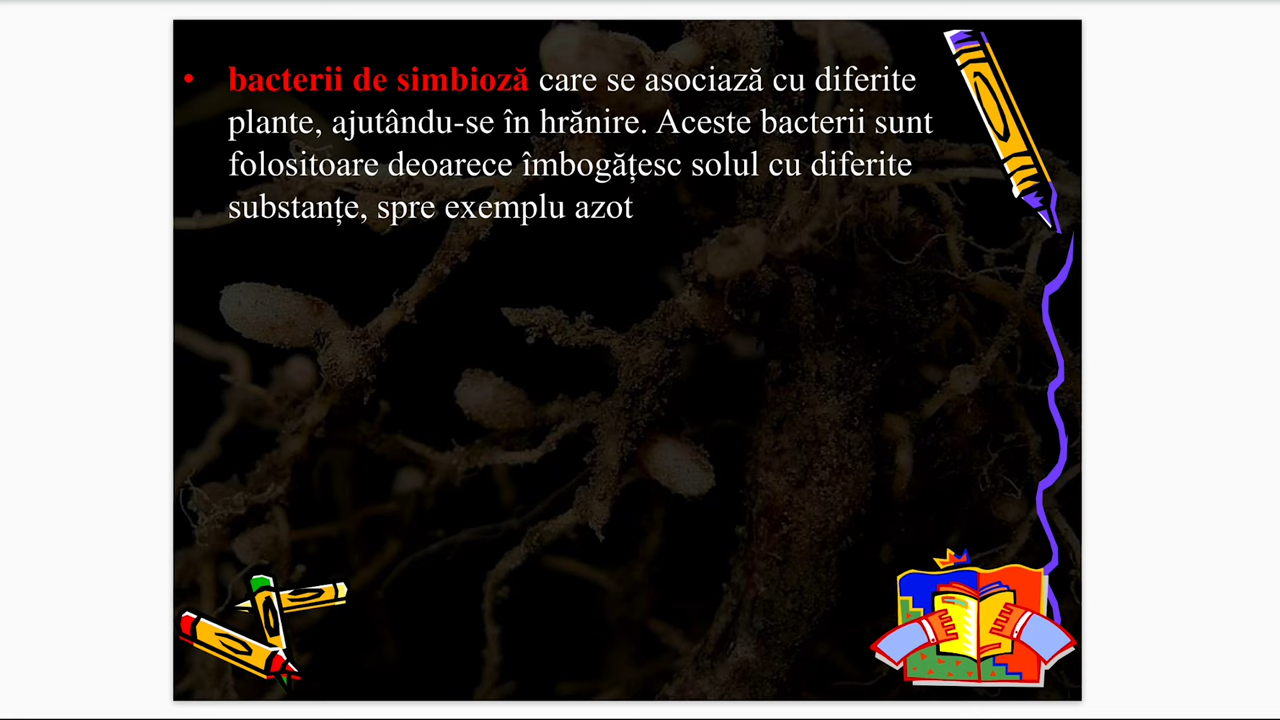 • bacterii de simbioză care se asociază cu diferite
plante, ajutându-se în hrănire. Aceste bacterii sunt
folositoare deoarece îmbogățesc solul cu diferite
substanțe, spre exemplu azot